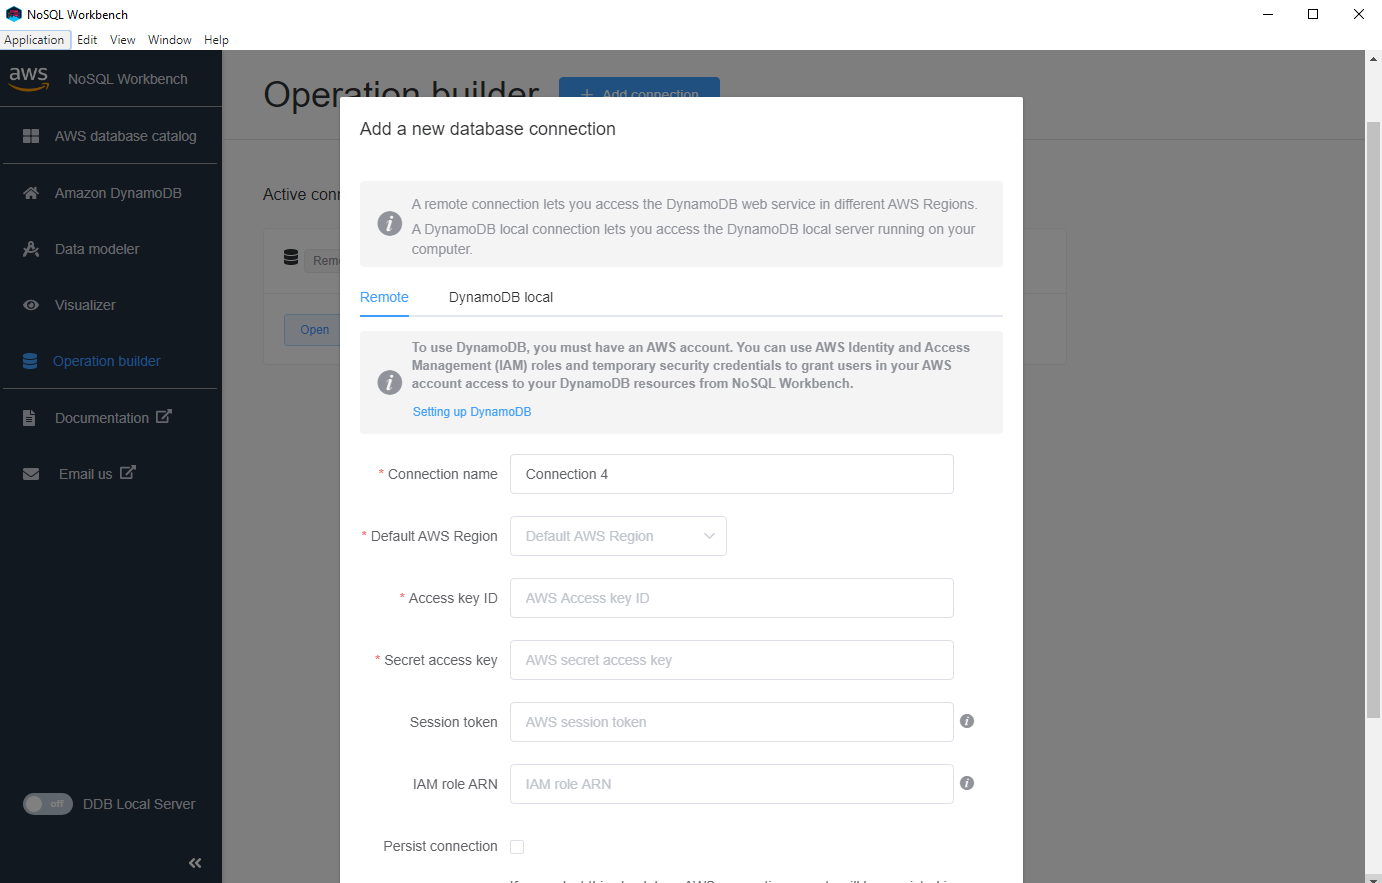 NoSQL Workbench
Application Edit View Window Help
aws NoSQL Workbench
AWS database catalog
Amazon DynamoDB
Data modeler
Visualizer
Operation builder
Documentation
Email us
off DDB Local Server
Operation builder
Add connection
Active conn
Rem
Open
Add a new database connection
A remote connection lets you access the DynamoDB web service in different AWS Regions.
A DynamoDB local connection lets you access the DynamoDB local server running on your
computer.
Remote DynamoDB local
To use DynamoDB, you must have an AWS account. You can use AWS Identity and Access
Management (IAM) roles and temporary security credentials to grant users in your AWS
account access to your DynamoDB resources from NoSQL Workbench.
Setting up DynamoDB
* Connection name Connection 4
* Default AWS Region Default AWS Region
* Access key ID AWS Access key ID
* Secret access key AWS secret access key
Session token AWS session token
IAM role ARN IAM role ARN
Persist connection